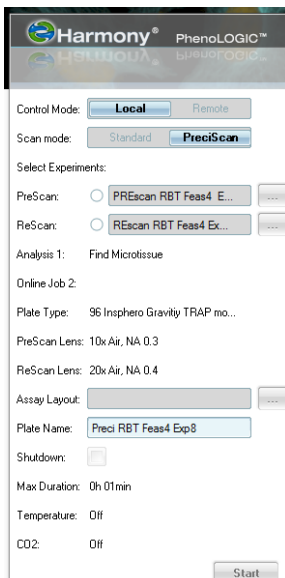 Harmony® PhenoLOGIC™
Control Mode: Local Remote
Scan mode: Standard PreciScan
Select Experiments:
PreScan: PREscan RBT Feas4 E... ...
ReScan: REscan RBT Feas4 Ex... ...
Analysis 1: Find Microtissue
Online Job 2:
Plate Type: 96 Insphero Gravitiy TRAP mo...
PreScan Lens: 10x Air, NA 0.3
ReScan Lens: 20x Air, NA 0.4
Assay Layout: ...
Plate Name: Preci RBT Feas4 Exp8
Shutdown:
Max Duration: 0h 01min
Temperature: Off
CO2: Off
Start